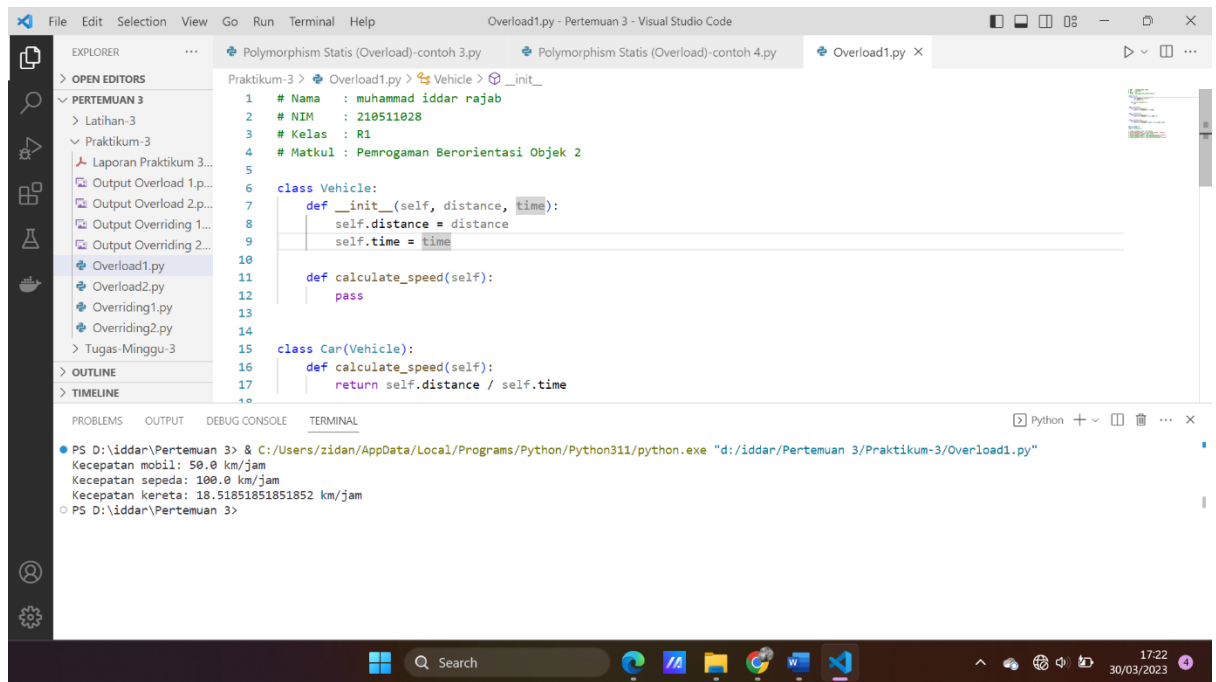 File Edit Selection View Go Run Terminal Help Overload1.py - Pertemuan 3 - Visual Studio Code
EXPLORER ...
Polymorphism Statis (Overload)-contoh 3.py Polymorphism Statis (Overload)-contoh 4.py Overload1.py
OPEN EDITORS
PERTEMUAN 3
Latihan-3
Praktikum-3
Laporan Praktikum 3...
Output Overload 1.p...
Output Overload 2.p...
Output Overriding 1...
Output Overriding 2...
Overload1.py
Overload2.py
Overriding1.py
Overriding2.py
Tugas-Minggu-3
OUTLINE
TIMELINE
Praktikum-3 > Overload1.py > Vehicle > __init__
1 # Nama : muhammad iddar rajab
2 # NIM : 210511028
3 # Kelas : R1
4 # Matkul : Pemrogaman Berorientasi Objek 2
5
6 class Vehicle:
7 def __init__(self, distance, time):
8 self.distance = distance
9 self.time = time
10
11 def calculate_speed(self):
12 pass
13
14
15 class Car(Vehicle):
16 def calculate_speed(self):
17 return self.distance / self.time
PROBLEMS OUTPUT DEBUG CONSOLE TERMINAL Python
PS D:\iddar\Pertemuan 3> & C:/Users/zidan/AppData/Local/Programs/Python/Python311/python.exe "d:/iddar/Pertemuan 3/Praktikum-3/Overload1.py"
Kecepatan mobil: 50.0 km/jam
Kecepatan sepeda: 100.0 km/jam
Kecepatan kereta: 18.51851851851852 km/jam
PS D:\iddar\Pertemuan 3>
Search
17:22
30/03/2023
4